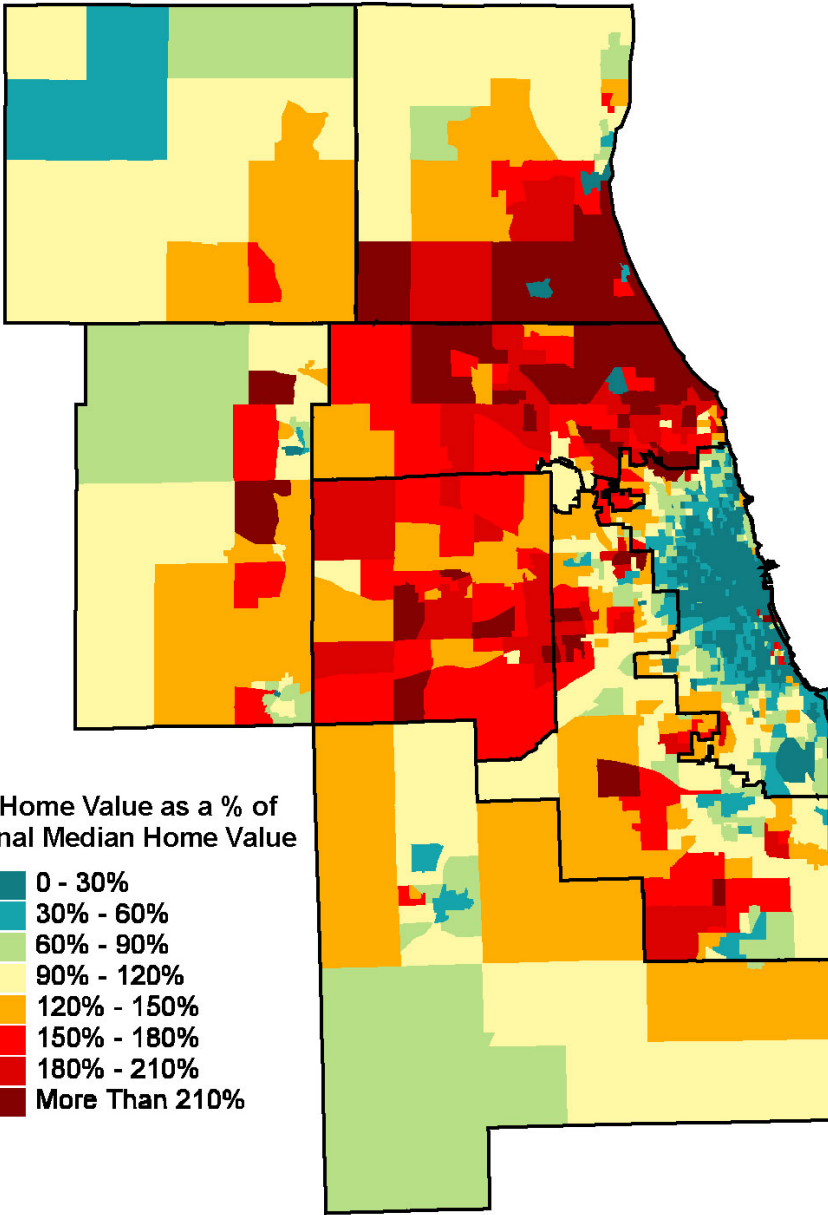 Home Value as a % of
nal Median Home Value
0 - 30%
30% - 60%
60% - 90%
90% - 120%
120% - 150%
150% - 180%
180% - 210%
More Than 210%